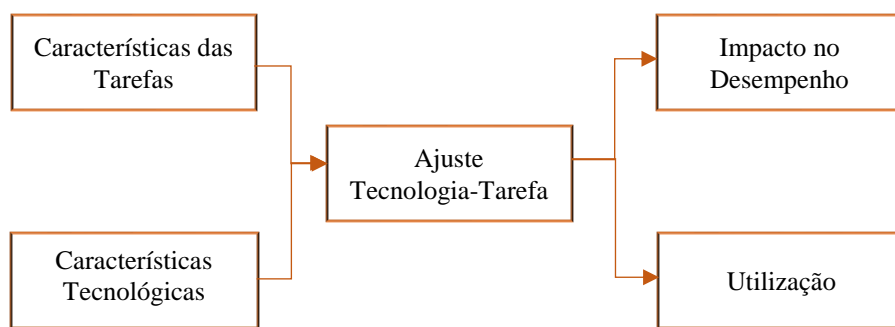 Características das
Tarefas
Impacto no
Desempenho
Ajuste
Tecnologia-Tarefa
Características
Tecnológicas
Utilização